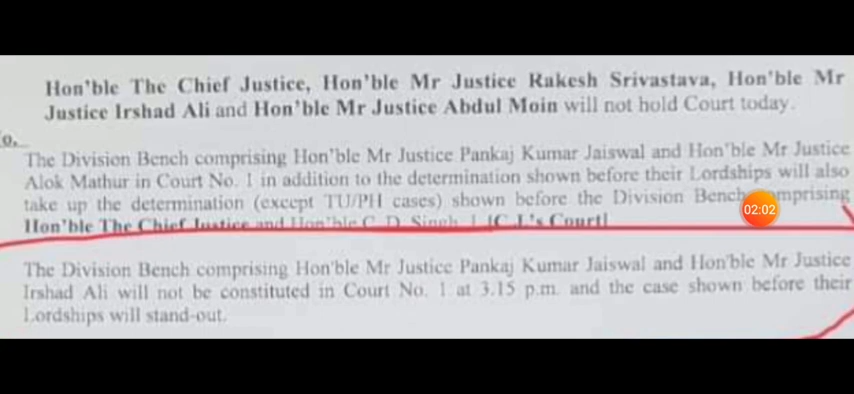 Hon'ble The Chief Justice, Hon'ble Mr Justice Rakesh Srivastava, Hon'ble Mr
Justice Irshad Ali and Hon'ble Mr Justice Abdul Moin will not hold Court today.
The Division Bench comprising Hon'ble Mr Justice Pankaj Kumar Jaiswal and Hon'ble Mr Justice
Alok Mathur in Court No. 1 in addition to the determination shown before their Lordships will also
take up the determination (except TU/PH cases) shown before the Division Bench comprising
02:02
Hon'ble The Chief Justice and Hon'ble C. D. Singh, J. [C.J.'s Court]
The Division Bench comprising Hon'ble Mr Justice Pankaj Kumar Jaiswal and Hon'ble Mr Justice
Irshad Ali will not be constituted in Court No. 1 at 3.15 p.m. and the case shown before their
Lordships will stand-out.